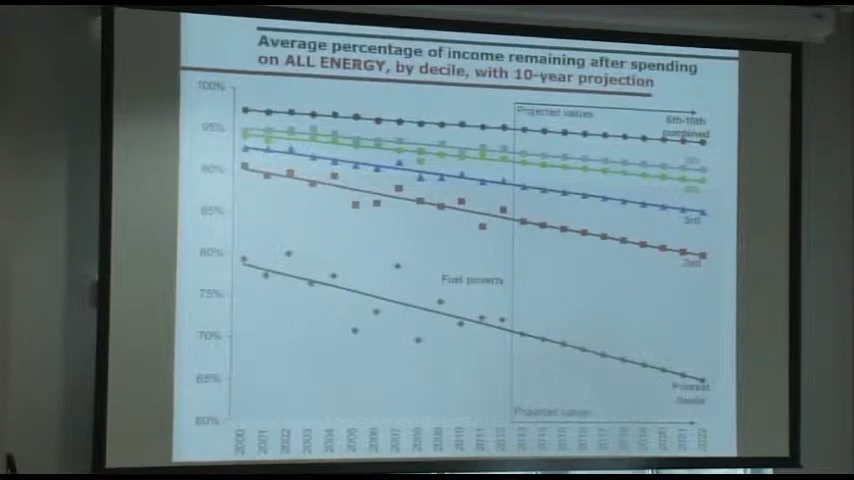 Average percentage of income remaining after spending
on ALL ENERGY, by decile, with 10-year projection
100%
Projected values
6th-10th
combined
95%
90%
3rd
85%
2nd
80%
Fuel poverty
75%
70%
65%
Poorest
decile
Projected values
60%
2000 2001 2002 2003 2004 2005 2006 2007 2008 2009 2010 2011 2012 2013 2014 2015 2016 2017 2018 2019 2020 2021 2022